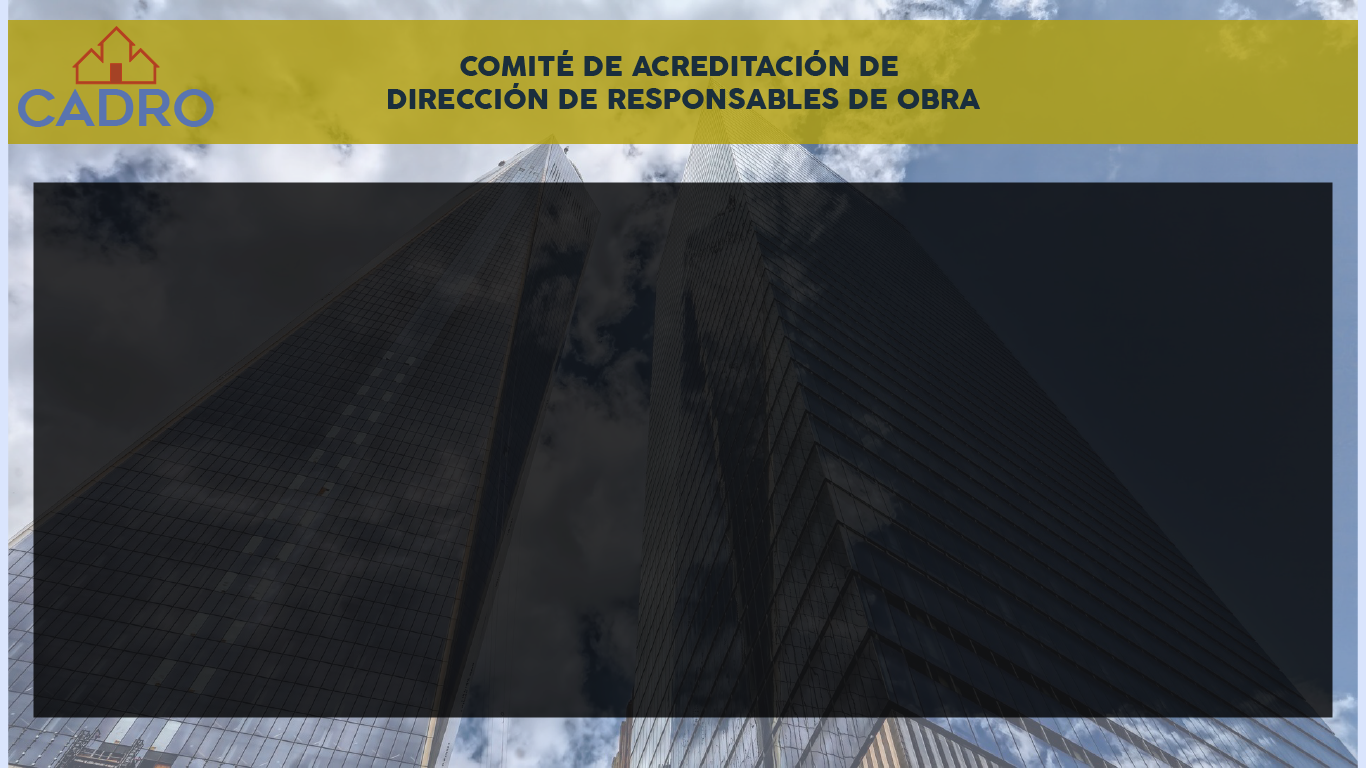 CADRO
COMITÉ DE ACREDITACIÓN DE
DIRECCIÓN DE RESPONSABLES DE OBRA